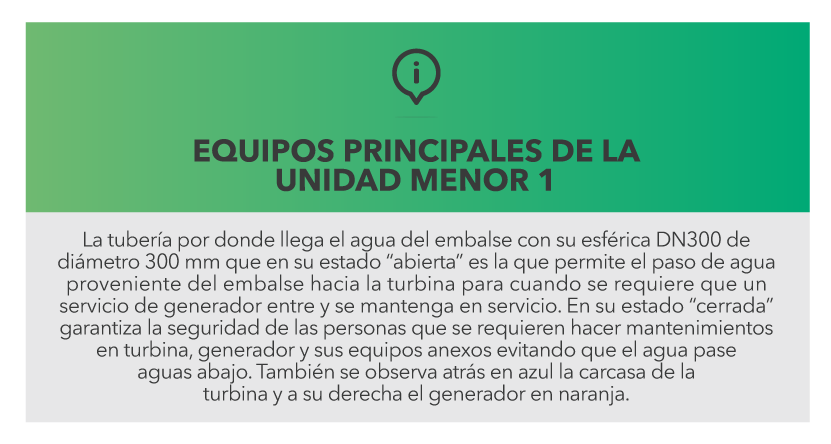 EQUIPOS PRINCIPALES DE LA
UNIDAD MENOR 1
La tubería por donde llega el agua del embalse con su esférica DN300 de
diámetro 300 mm que en su estado “abierta” es la que permite el paso de agua
proveniente del embalse hacia la turbina para cuando se requiere que un
servicio de generador entre y se mantenga en servicio. En su estado “cerrada”
garantiza la seguridad de las personas que se requieren hacer mantenimientos
en turbina, generador y sus equipos anexos evitando que el agua pase
aguas abajo. También se observa atrás en azul la carcasa de la
turbina y a su derecha el generador en naranja.